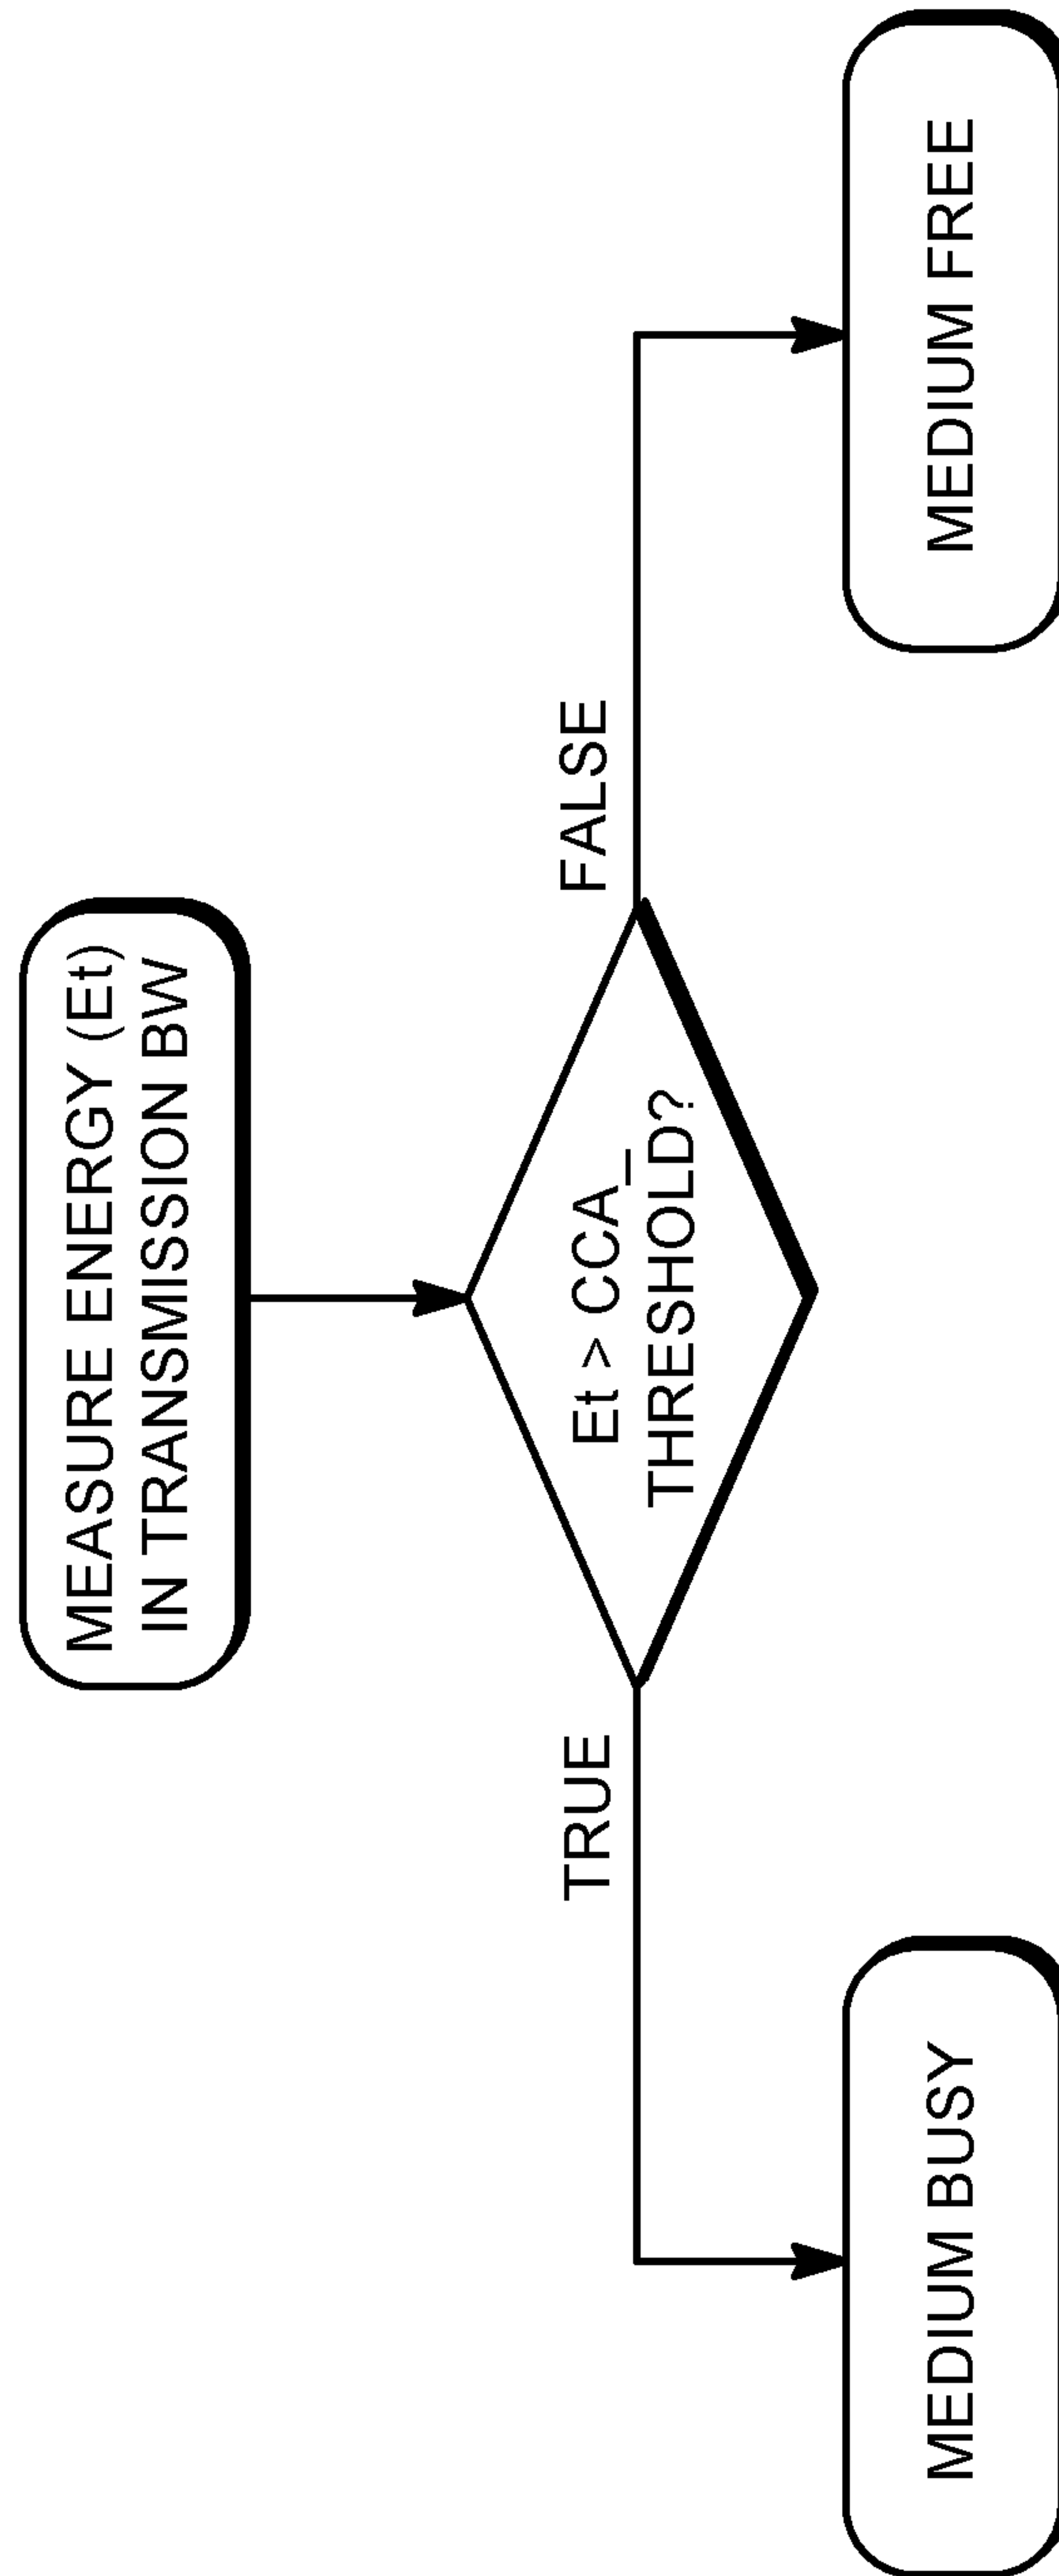 MEASURE ENERGY (Et)
IN TRANSMISSION BW
Et > CCA_
THRESHOLD?
TRUE
FALSE
MEDIUM BUSY
MEDIUM FREE